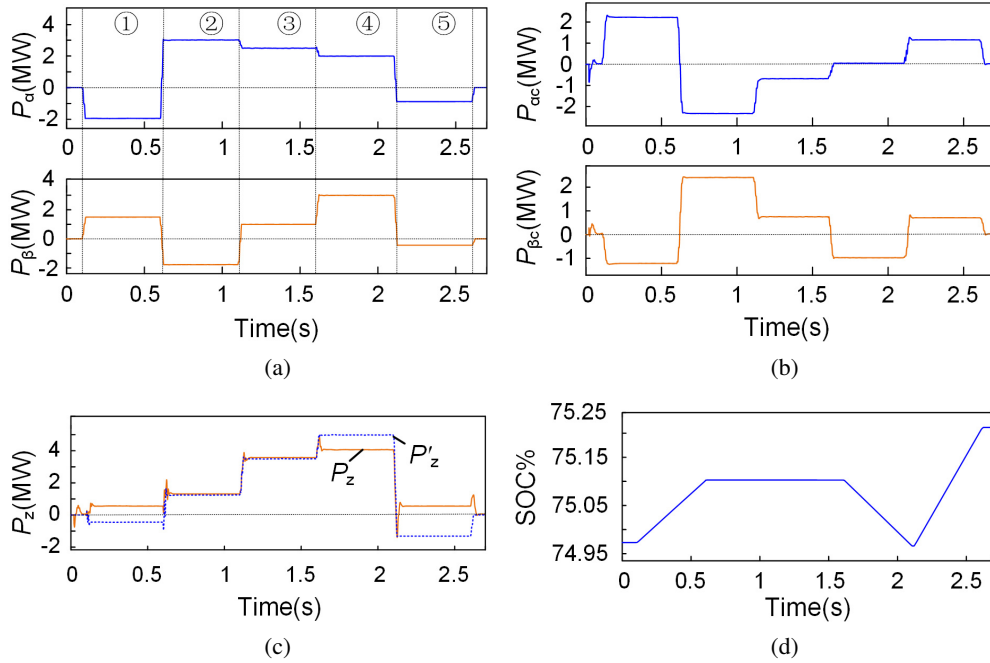 ① ② ③ ④ ⑤
4
2
0
-2
Pα(MW)
0 0.5 1 1.5 2 2.5
4
2
0
-2
Pβ(MW)
0 0.5 1 1.5 2 2.5
Time(s)
(a)
2
1
0
-1
-2
Pαc(MW)
0 0.5 1 1.5 2 2.5
2
1
0
-1
Pβc(MW)
0 0.5 1 1.5 2 2.5
Time(s)
(b)
4
2
0
-2
Pz(MW)
P'z
Pz
0 0.5 1 1.5 2 2.5
Time(s)
(c)
75.25
75.15
75.05
74.95
SOC%
0 0.5 1 1.5 2 2.5
Time(s)
(d)